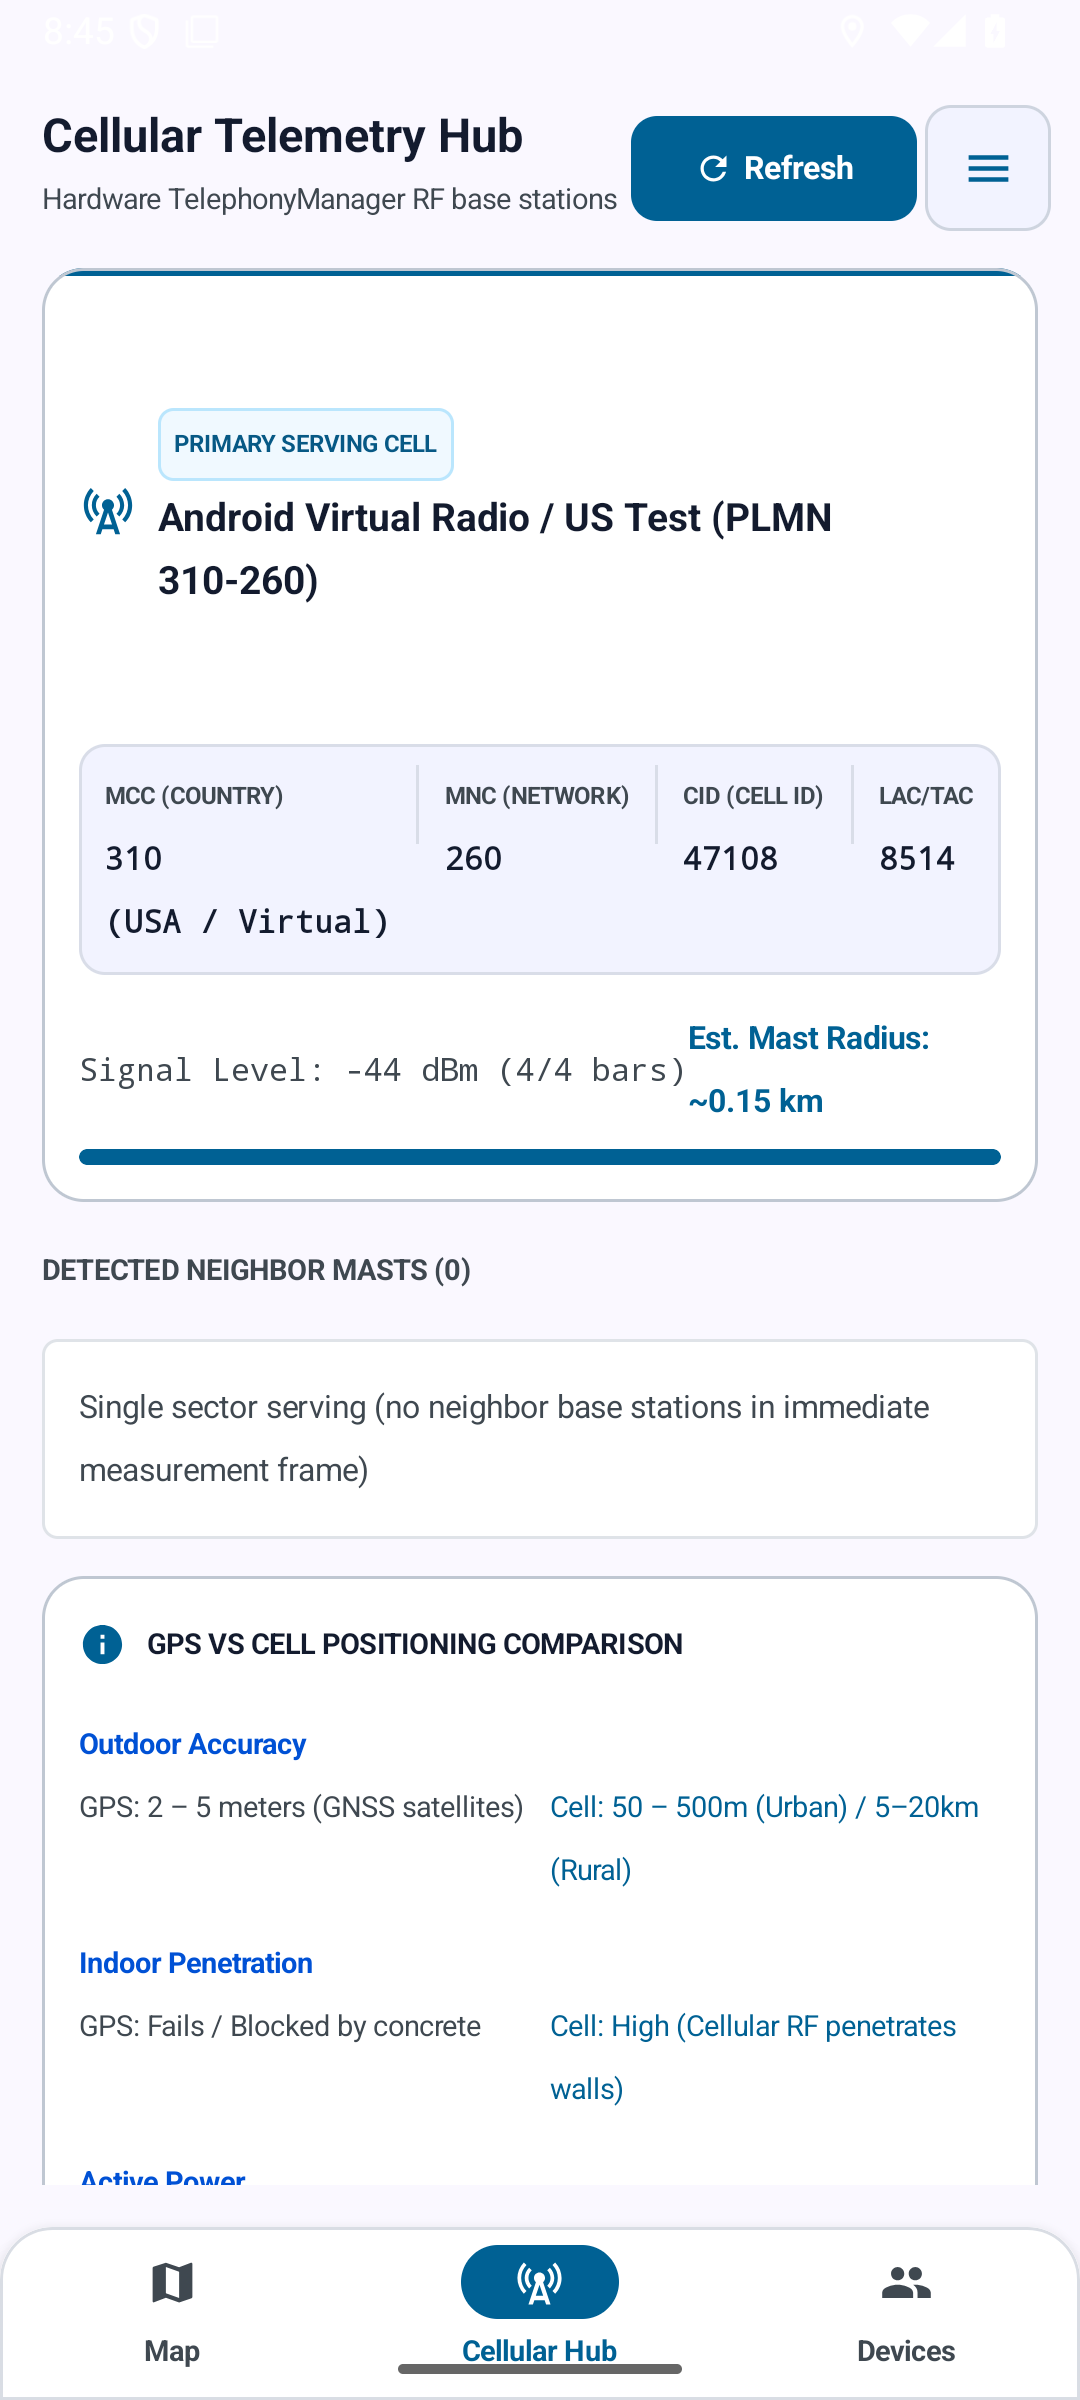 8:45
Cellular Telemetry Hub
Hardware TelephonyManager RF base stations
Refresh
PRIMARY SERVING CELL
Android Virtual Radio / US Test (PLMN
310-260)
MCC (COUNTRY) MNC (NETWORK) CID (CELL ID) LAC/TAC
310 260 47108 8514
(USA / Virtual)
Signal Level: -44 dBm (4/4 bars)
Est. Mast Radius:
~0.15 km
DETECTED NEIGHBOR MASTS (0)
Single sector serving (no neighbor base stations in immediate
measurement frame)
GPS VS CELL POSITIONING COMPARISON
Outdoor Accuracy
GPS: 2 – 5 meters (GNSS satellites)
Cell: 50 – 500m (Urban) / 5–20km
(Rural)
Indoor Penetration
GPS: Fails / Blocked by concrete
Cell: High (Cellular RF penetrates
walls)
Active Power
Map
Cellular Hub
Devices